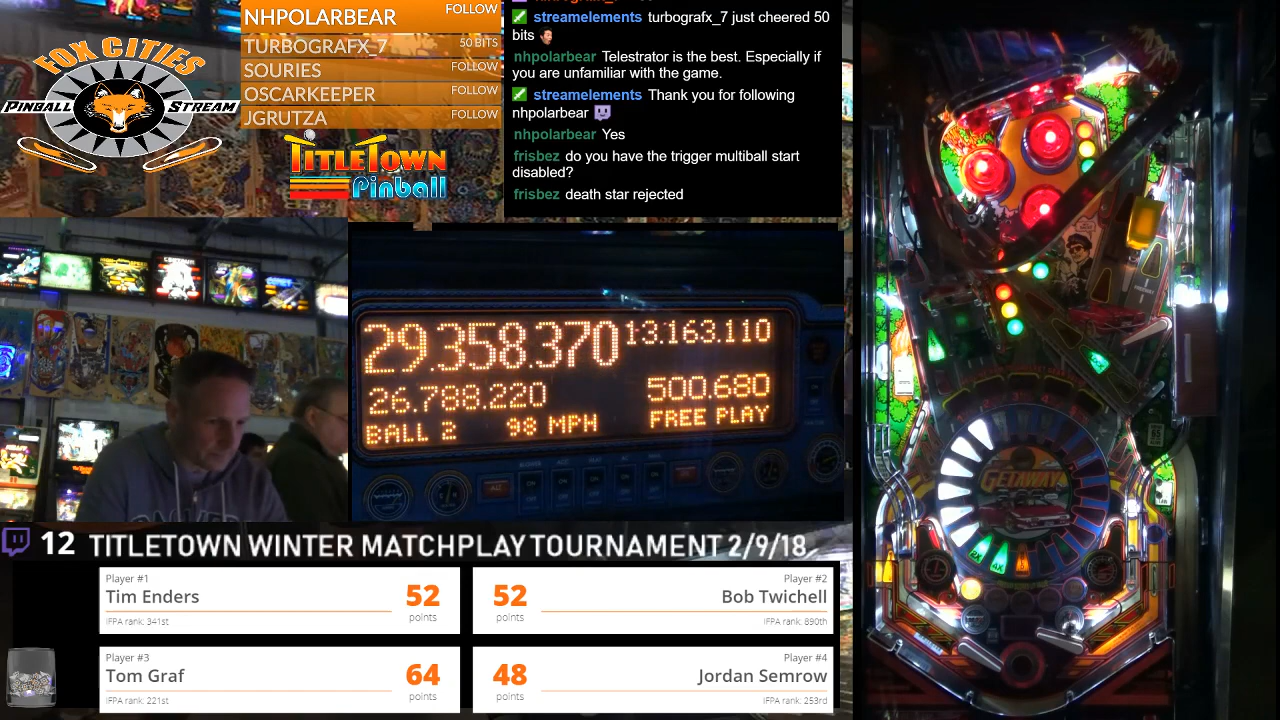 FOX CITIES
PINBALL STREAM
NHPOLARBEAR FOLLOW
TURBOGRAFX_7 50 BITS
SOURIES FOLLOW
OSCARKEEPER FOLLOW
JGRUTZA FOLLOW
TITLETOWN
Pinball
streamelements turbografx_7 just cheered 50
bits
nhpolarbear Telestrator is the best. Especially if
you are unfamiliar with the game.
streamelements Thank you for following
nhpolarbear
nhpolarbear Yes
frisbez do you have the trigger multiball start
disabled?
frisbez death star rejected
29.358.370 13.163.110
26.788.220 500.680
BALL 2 98 MPH FREE PLAY
GETAWAY
2X 4X
12 TITLETOWN WINTER MATCHPLAY TOURNAMENT 2/9/18
Player #1
Tim Enders
IFPA rank: 341st
52
points
52
points
Player #2
Bob Twichell
IFPA rank: 890th
Player #3
Tom Graf
IFPA rank: 221st
64
points
48
points
Player #4
Jordan Semrow
IFPA rank: 253rd